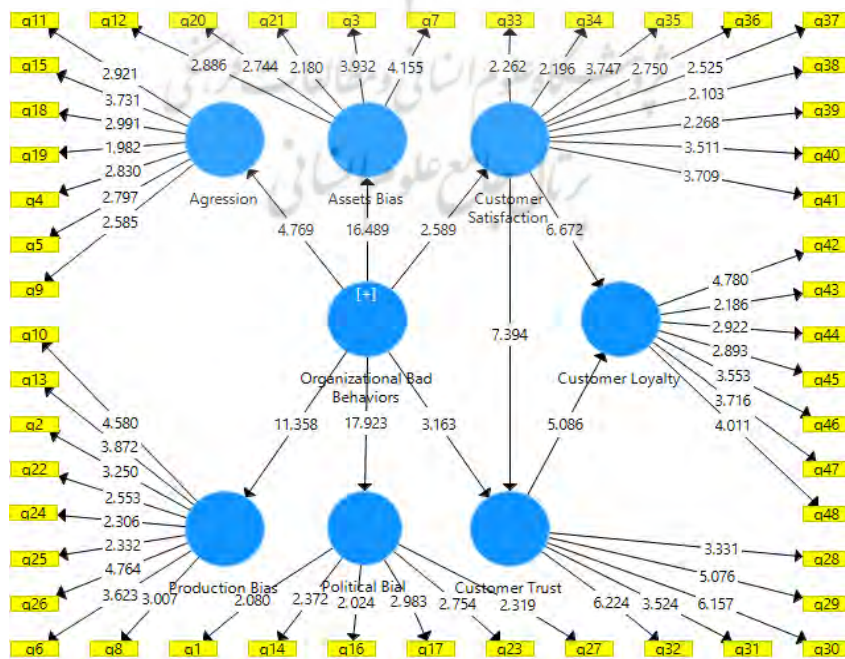 q11 q12 q20 q21 q3 q7 q33 q34 q35 q36 q37
q15
q18
q19
q4
q5
q9
q38
q39
q40
q41
2.921
3.731
2.991
1.982
2.830
2.797
2.585
2.886
2.744
2.180
3.932
4.155
2.262
2.196
3.747
2.750
2.525
2.103
2.268
3.511
3.709
پژوهشگاه علوم انسانی و مطالعات فرهنگی
پرتال جامع علوم انسانی
Agression
Assets Bias
Customer
Satisfaction
4.769
16.489
2.589
6.672
[+]
7.394
Organizational Bad
Behaviors
Customer Loyalty
4.780
2.186
2.922
2.893
3.553
3.716
4.011
q42
q43
q44
q45
q46
q47
q48
q10
q13
q2
q22
q24
q25
q26
4.580
3.872
3.250
2.553
2.306
2.332
4.764
3.623
3.007
11.358
17.923
3.163
5.086
Production Bias
Political Bial
Customer Trust
2.080
2.372
2.024
2.983
2.754
2.319
6.224
3.524
6.157
5.076
3.331
q28
q29
q6 q8 q1 q14 q16 q17 q23 q27 q32 q31 q30